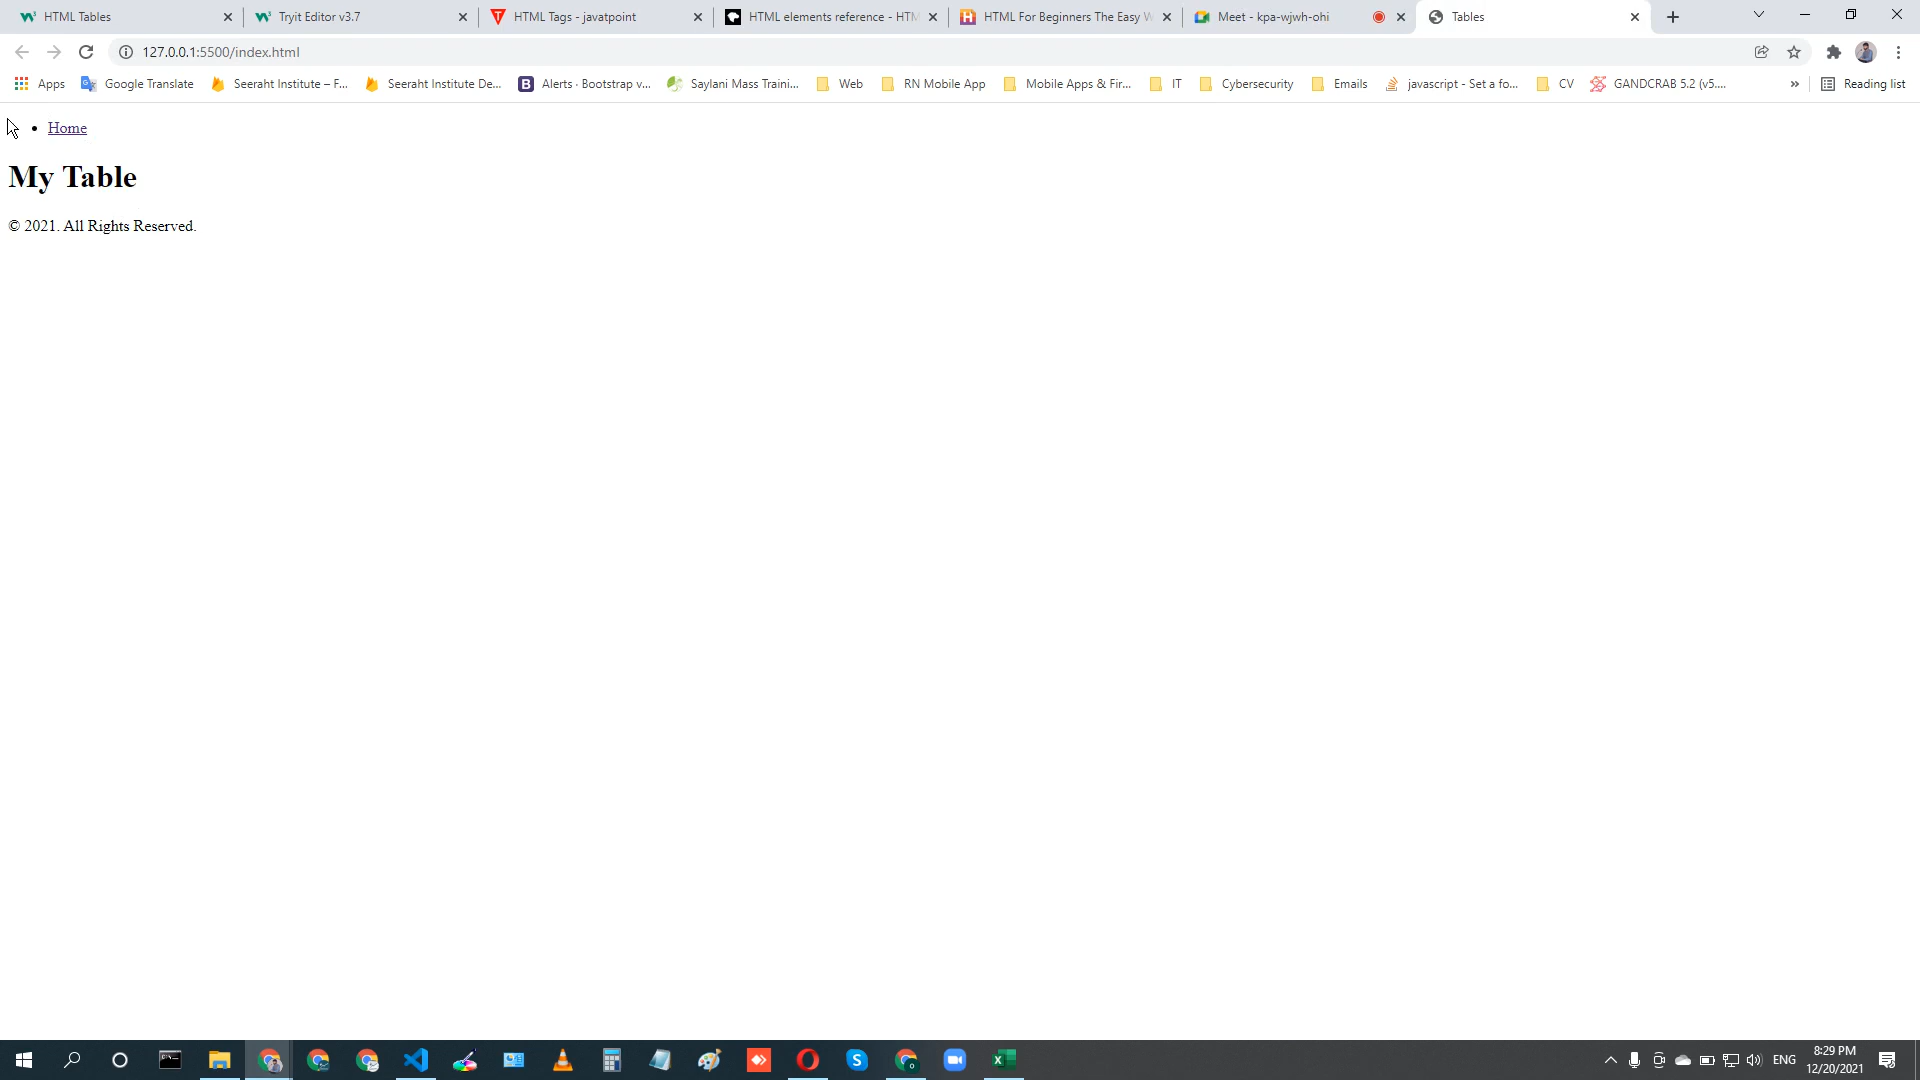 HTML Tables
Tryit Editor v3.7
HTML Tags - javatpoint
HTML elements reference - HTM
HTML For Beginners The Easy W
Meet - kpa-wjwh-ohi
Tables
127.0.0.1:5500/index.html
Apps
Google Translate
Seeraht Institute – F...
Seeraht Institute De...
Alerts · Bootstrap v...
Saylani Mass Traini...
Web
RN Mobile App
Mobile Apps & Fir...
IT
Cybersecurity
Emails
javascript - Set a fo...
CV
GANDCRAB 5.2 (v5....
»
Reading list
• Home
My Table
© 2021. All Rights Reserved.
ENG
8:29 PM
12/20/2021